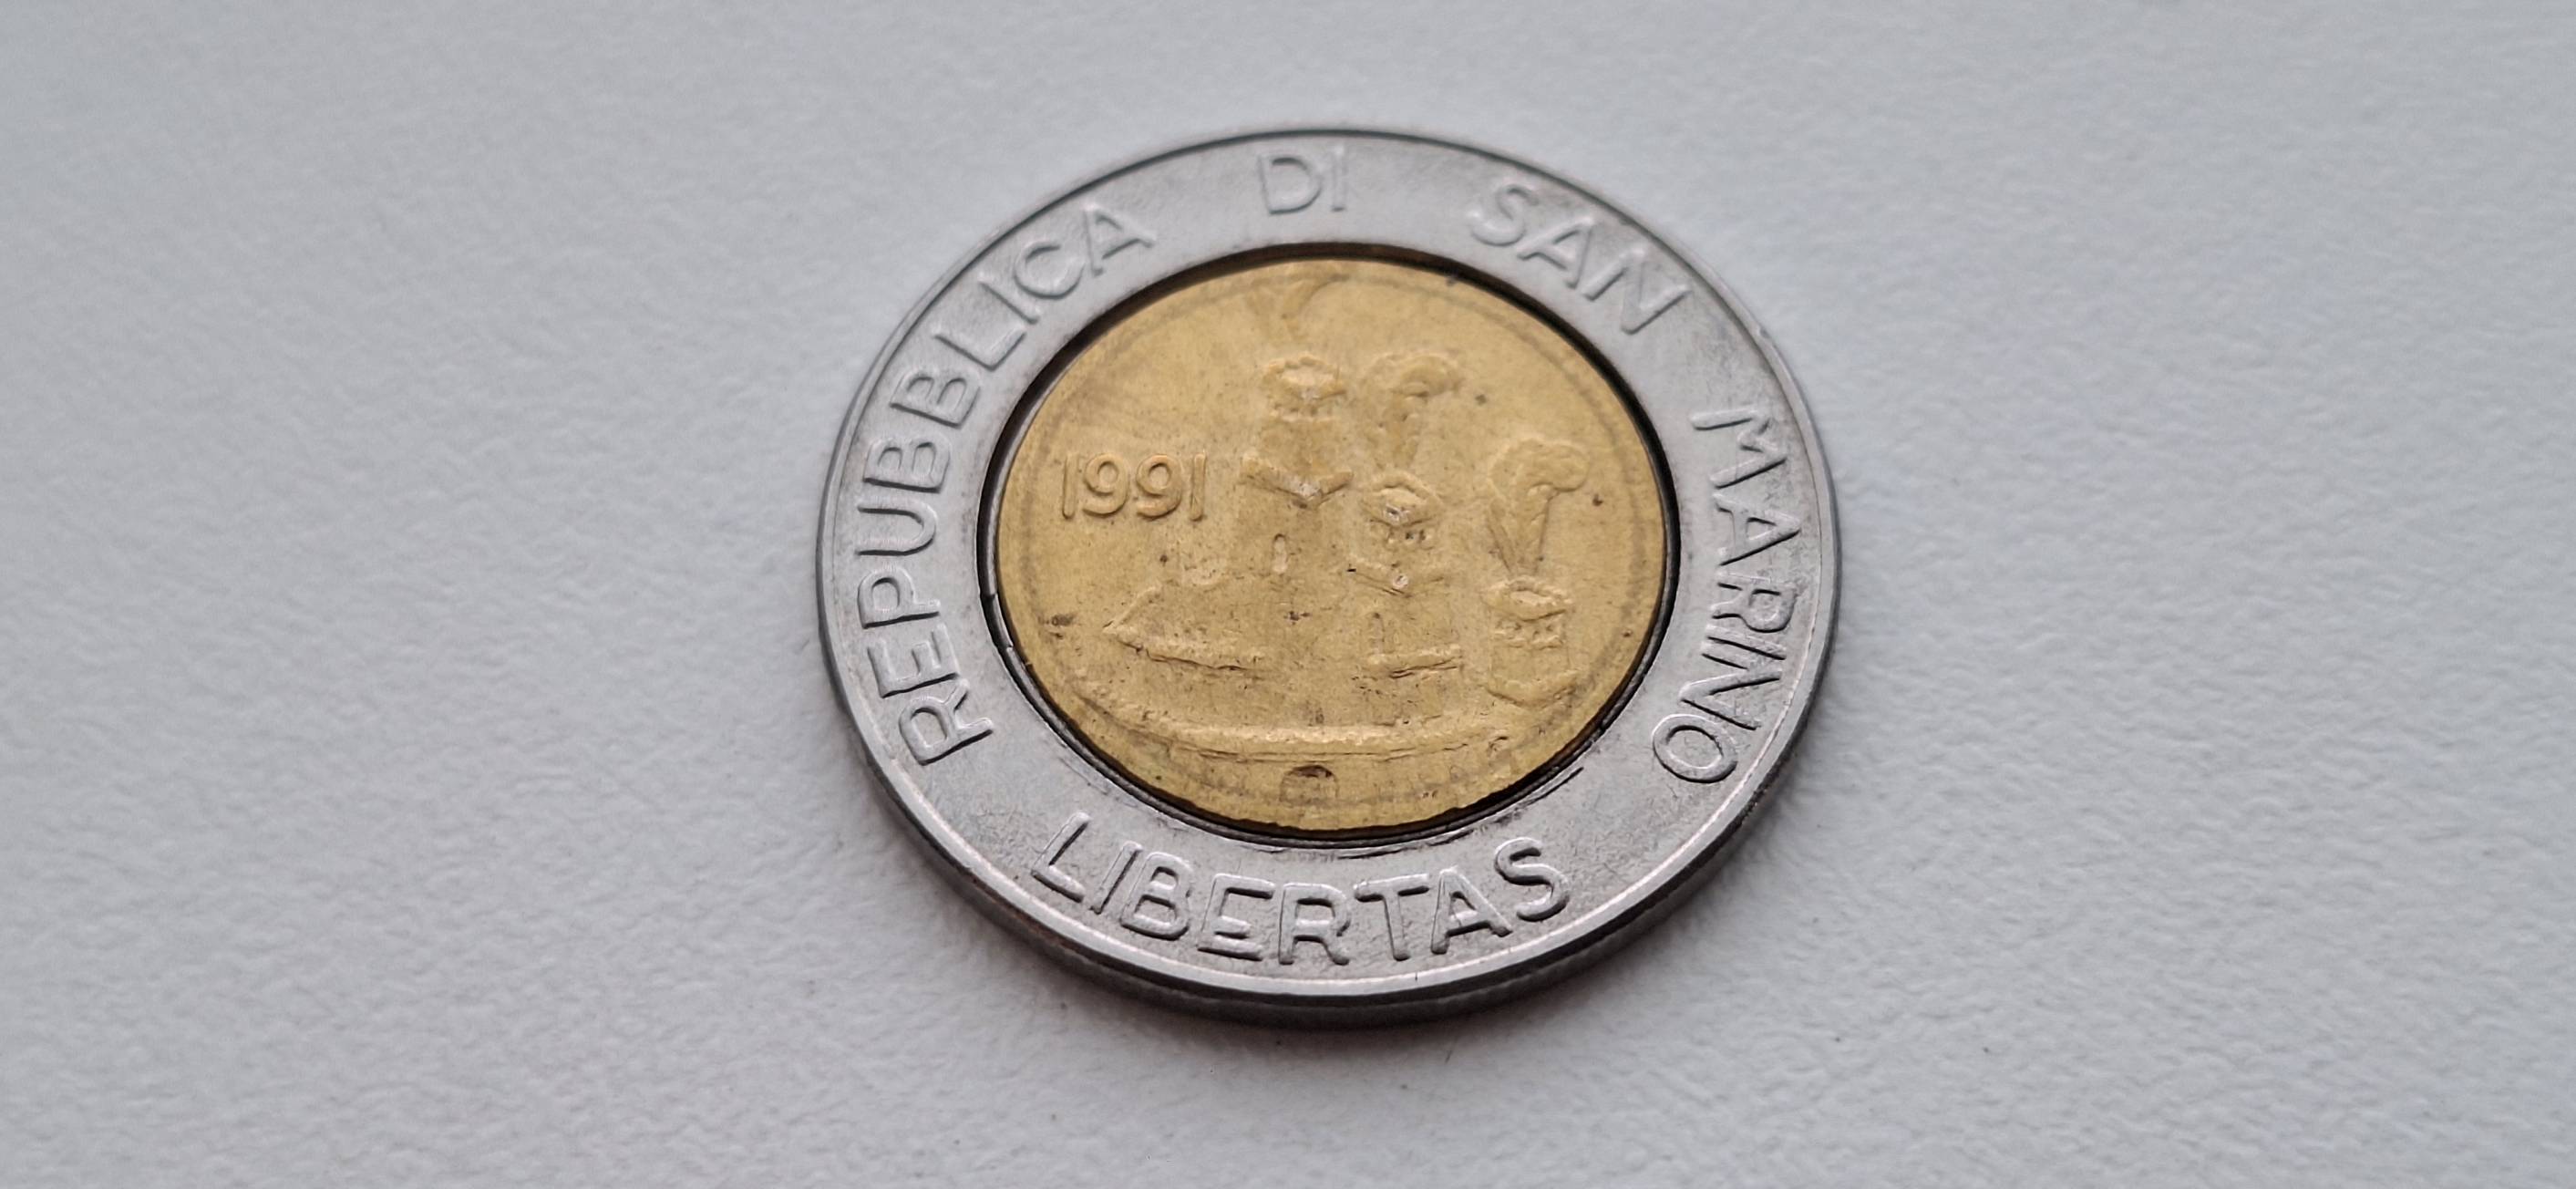 REPUBBLICA DI SAN MARINO
1991
LIBERTAS